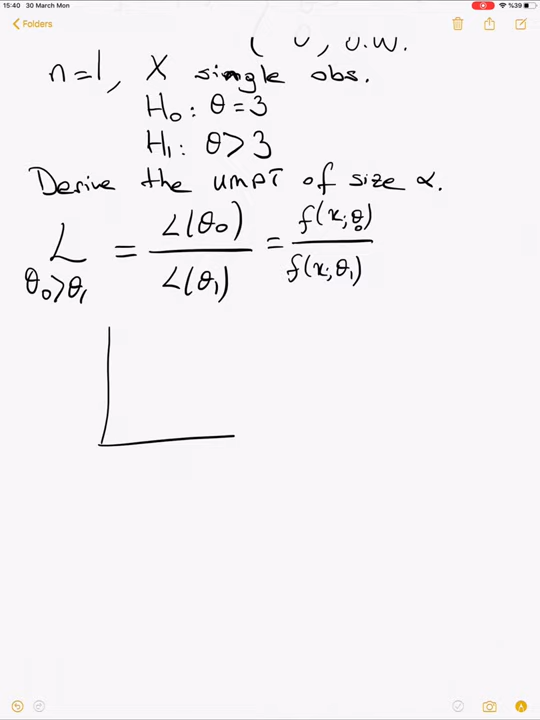 15:40 30 March Mon
%39
Folders
( 0, o.w.
n=1, X single obs.
H₀: θ = 3
H₁: θ > 3
Derive the UMPT of size α.
L = L(θ₀) / L(θ₁) = f(x; θ₀) / f(x; θ₁)
θ₀>θ₁